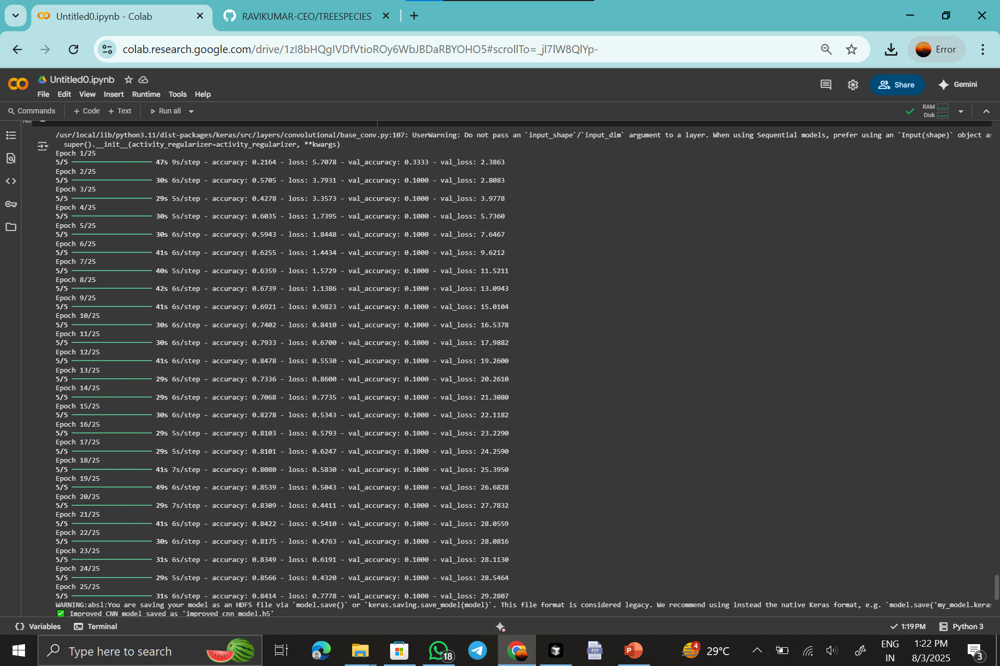 Untitled0.ipynb - Colab
RAVIKUMAR-CEO/TREESPECIES
colab.research.google.com/drive/1zI8bHQgIVDfVtioROy6WbJBDaRBYOHO5#scrollTo=_jl7lW8QlYp-
Error
Untitled0.ipynb
File Edit View Insert Runtime Tools Help
Share
Gemini
Commands + Code + Text Run all
RAM
Disk
/usr/local/lib/python3.11/dist-packages/keras/src/layers/convolutional/base_conv.py:107: UserWarning: Do not pass an `input_shape`/`input_dim` argument to a layer. When using Sequential models, prefer using an `Input(shape)` object as
super().__init__(activity_regularizer=activity_regularizer, **kwargs)
Epoch 1/25
5/5 47s 9s/step - accuracy: 0.2164 - loss: 5.7078 - val_accuracy: 0.3333 - val_loss: 2.3863
Epoch 2/25
5/5 30s 6s/step - accuracy: 0.5705 - loss: 3.7931 - val_accuracy: 0.1000 - val_loss: 2.8083
Epoch 3/25
5/5 29s 5s/step - accuracy: 0.4278 - loss: 3.3573 - val_accuracy: 0.1000 - val_loss: 3.9778
Epoch 4/25
5/5 30s 5s/step - accuracy: 0.6035 - loss: 1.7395 - val_accuracy: 0.1000 - val_loss: 5.7360
Epoch 5/25
5/5 30s 6s/step - accuracy: 0.5943 - loss: 1.8448 - val_accuracy: 0.1000 - val_loss: 7.6467
Epoch 6/25
5/5 41s 6s/step - accuracy: 0.6255 - loss: 1.4434 - val_accuracy: 0.1000 - val_loss: 9.6212
Epoch 7/25
5/5 40s 5s/step - accuracy: 0.6359 - loss: 1.5729 - val_accuracy: 0.1000 - val_loss: 11.5211
Epoch 8/25
5/5 42s 6s/step - accuracy: 0.6739 - loss: 1.1386 - val_accuracy: 0.1000 - val_loss: 13.0943
Epoch 9/25
5/5 41s 6s/step - accuracy: 0.6921 - loss: 0.9823 - val_accuracy: 0.1000 - val_loss: 15.0104
Epoch 10/25
5/5 30s 6s/step - accuracy: 0.7402 - loss: 0.8410 - val_accuracy: 0.1000 - val_loss: 16.5378
Epoch 11/25
5/5 30s 6s/step - accuracy: 0.7933 - loss: 0.6700 - val_accuracy: 0.1000 - val_loss: 17.9882
Epoch 12/25
5/5 41s 6s/step - accuracy: 0.8478 - loss: 0.5530 - val_accuracy: 0.1000 - val_loss: 19.2600
Epoch 13/25
5/5 29s 6s/step - accuracy: 0.7336 - loss: 0.8600 - val_accuracy: 0.1000 - val_loss: 20.2610
Epoch 14/25
5/5 29s 6s/step - accuracy: 0.7068 - loss: 0.7735 - val_accuracy: 0.1000 - val_loss: 21.3080
Epoch 15/25
5/5 30s 6s/step - accuracy: 0.8278 - loss: 0.5343 - val_accuracy: 0.1000 - val_loss: 22.1182
Epoch 16/25
5/5 29s 5s/step - accuracy: 0.8103 - loss: 0.5793 - val_accuracy: 0.1000 - val_loss: 23.2290
Epoch 17/25
5/5 29s 5s/step - accuracy: 0.8101 - loss: 0.6247 - val_accuracy: 0.1000 - val_loss: 24.2590
Epoch 18/25
5/5 41s 7s/step - accuracy: 0.8080 - loss: 0.5830 - val_accuracy: 0.1000 - val_loss: 25.3950
Epoch 19/25
5/5 49s 6s/step - accuracy: 0.8539 - loss: 0.5043 - val_accuracy: 0.1000 - val_loss: 26.6828
Epoch 20/25
5/5 29s 7s/step - accuracy: 0.8309 - loss: 0.4411 - val_accuracy: 0.1000 - val_loss: 27.7832
Epoch 21/25
5/5 41s 6s/step - accuracy: 0.8422 - loss: 0.5410 - val_accuracy: 0.1000 - val_loss: 28.0559
Epoch 22/25
5/5 30s 6s/step - accuracy: 0.8175 - loss: 0.4763 - val_accuracy: 0.1000 - val_loss: 28.0816
Epoch 23/25
5/5 31s 6s/step - accuracy: 0.8349 - loss: 0.6191 - val_accuracy: 0.1000 - val_loss: 28.1130
Epoch 24/25
5/5 29s 5s/step - accuracy: 0.8566 - loss: 0.4320 - val_accuracy: 0.1000 - val_loss: 28.5464
Epoch 25/25
5/5 31s 6s/step - accuracy: 0.8414 - loss: 0.7778 - val_accuracy: 0.1000 - val_loss: 29.2807
WARNING:absl:You are saving your model as an HDF5 file via `model.save()` or `keras.saving.save_model(model)`. This file format is considered legacy. We recommend using instead the native Keras format, e.g. `model.save('my_model.keras
Improved CNN model saved as 'improved_cnn_model.h5'
Variables Terminal
1:19 PM Python 3
Type here to search
18
P
4
29°C
ENG
IN
1:22 PM
8/3/2025
3